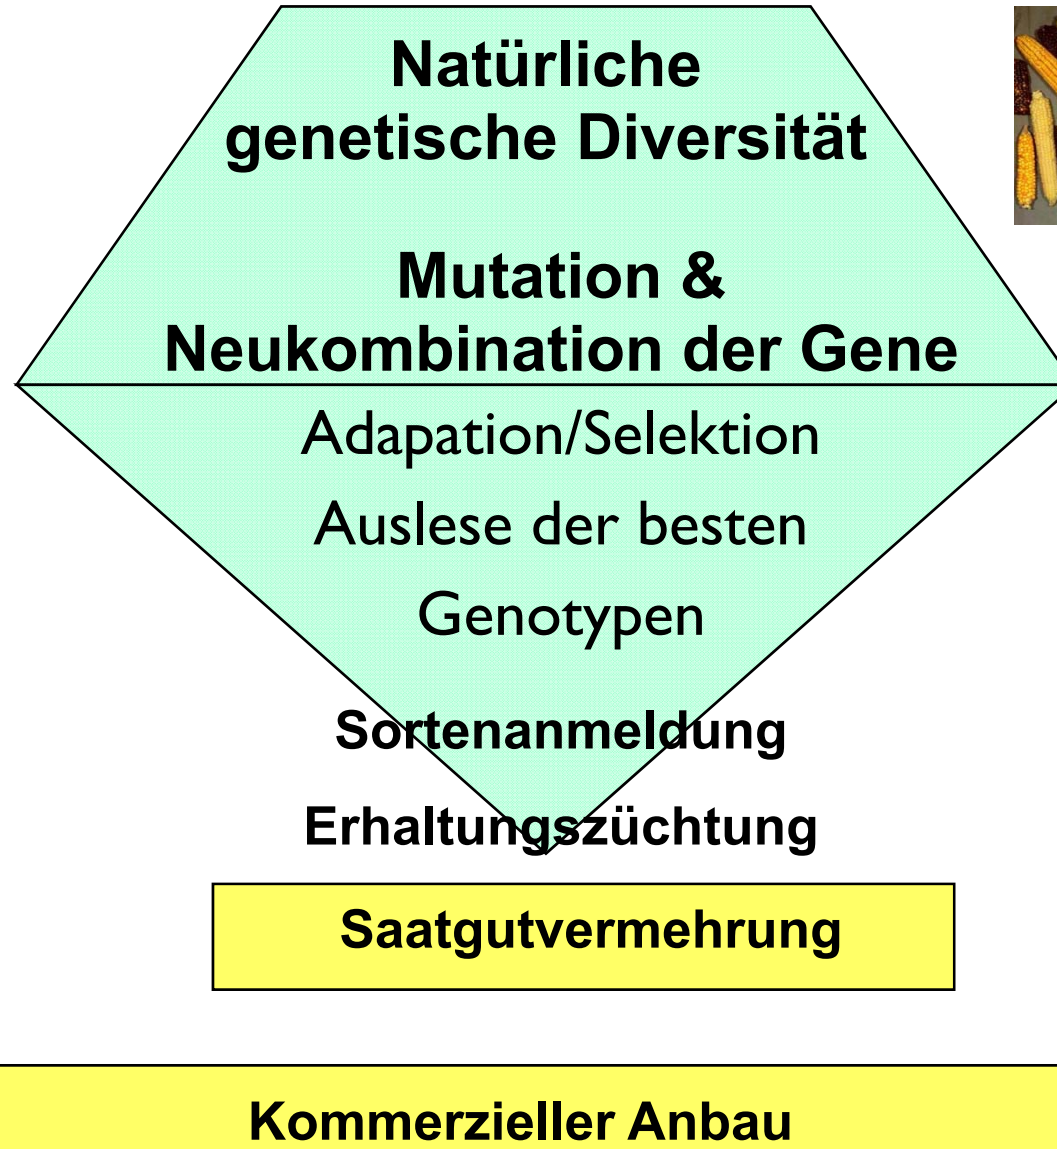 Natürliche
genetische Diversität
Mutation &
Neukombination der Gene
Adapation/Selektion
Auslese der besten
Genotypen
Sortenanmeldung
Erhaltungszüchtung
Saatgutvermehrung
Kommerzieller Anbau